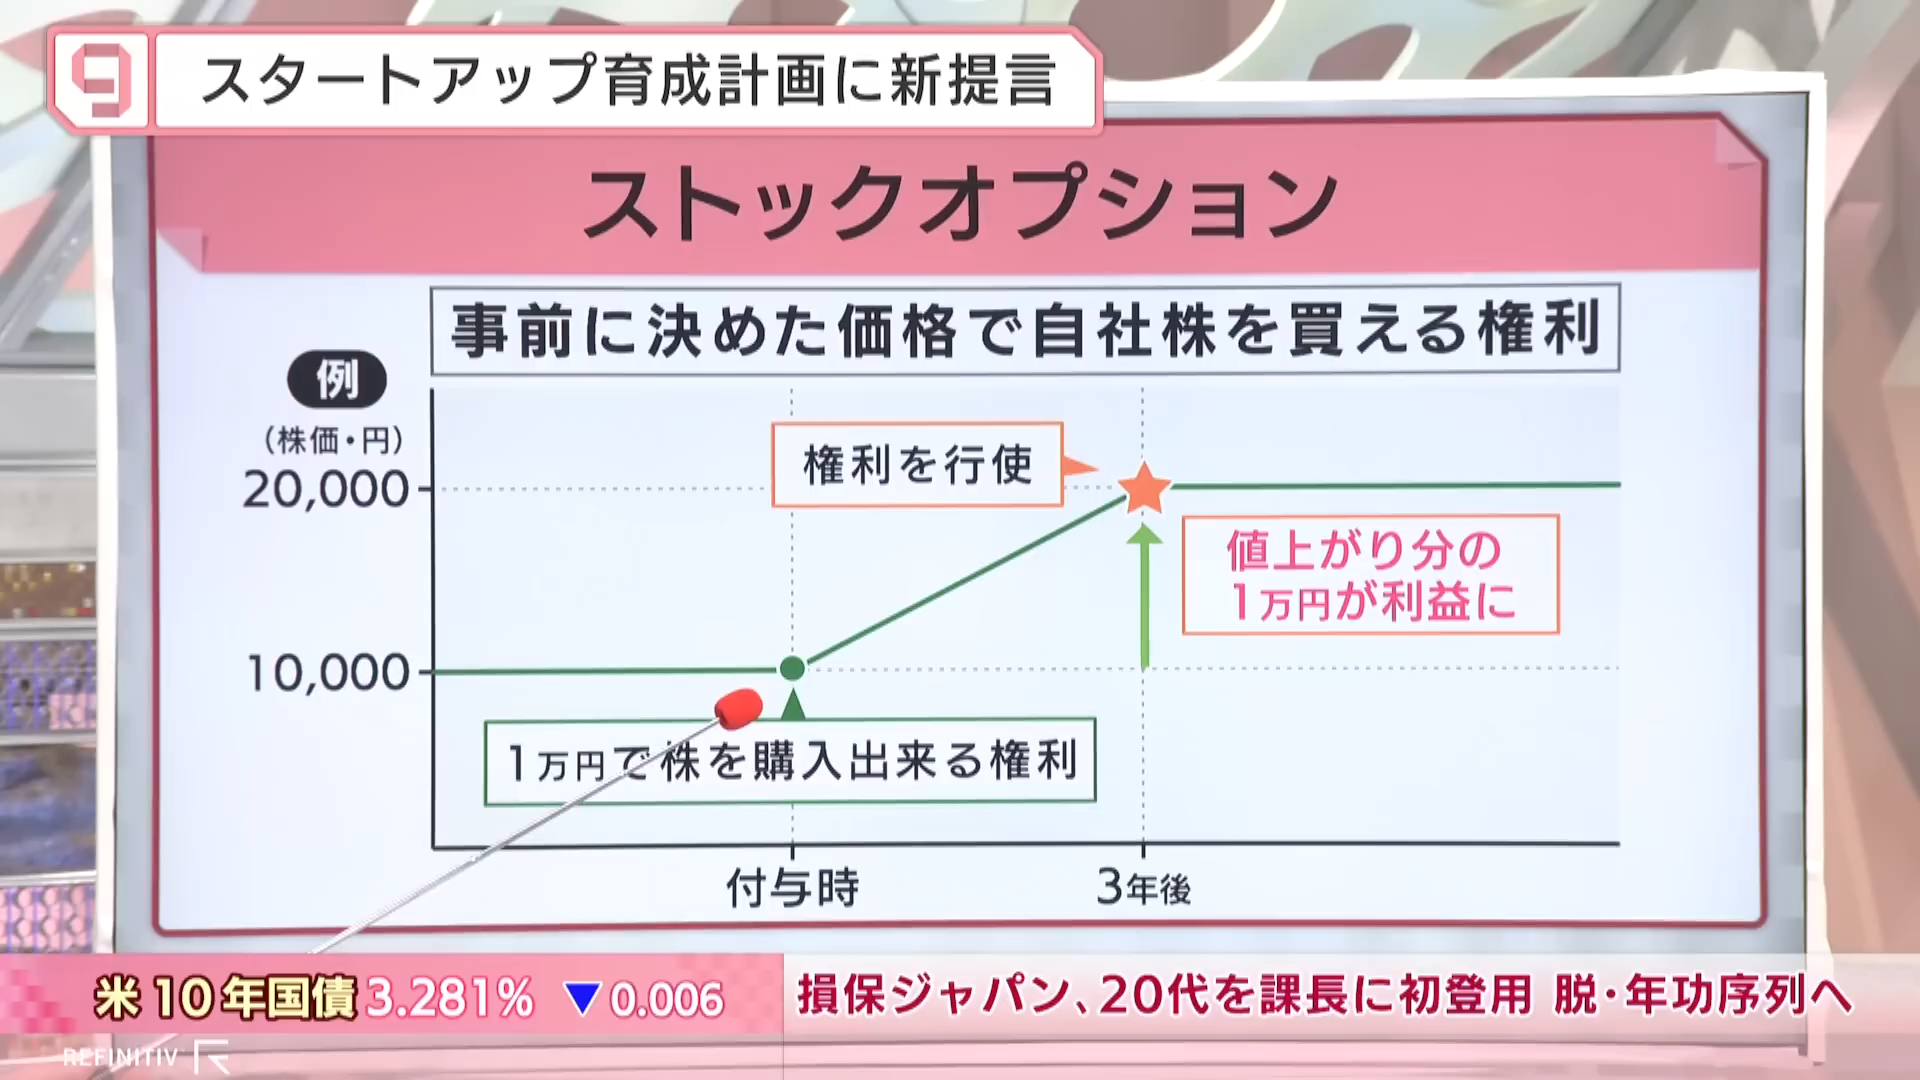 スタートアップ育成計画に新提言
ストックオプション
事前に決めた価格で自社株を買える権利
例
（株価・円）
20,000
権利を行使
値上がり分の
1万円が利益に
10,000
1万円で株を購入出来る権利
付与時
3年後
米10年国債 3.281% ▼0.006
損保ジャパン、20代を課長に初登用 脱・年功序列へ
REFINITIV